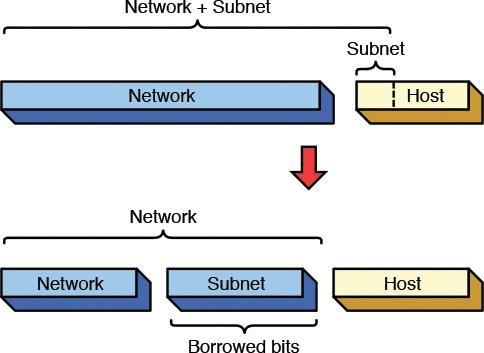 Network + Subnet
Subnet
Network
Host
Network
Network
Subnet
Host
Borrowed bits